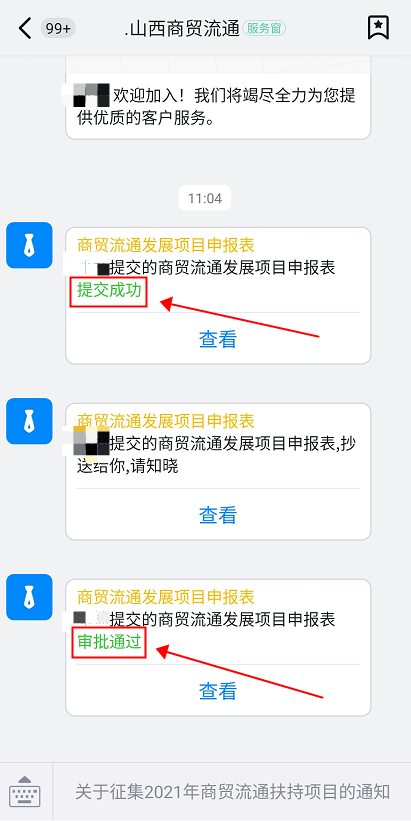 99+
.山西商贸流通
服务窗
欢迎加入！我们将竭尽全力为您提
供优质的客户服务。
11:04
商贸流通发展项目申报表
提交的商贸流通发展项目申报表
提交成功
查看
商贸流通发展项目申报表
提交的商贸流通发展项目申报表,抄
送给你,请知晓
查看
商贸流通发展项目申报表
提交的商贸流通发展项目申报表
审批通过
查看
关于征集2021年商贸流通扶持项目的通知